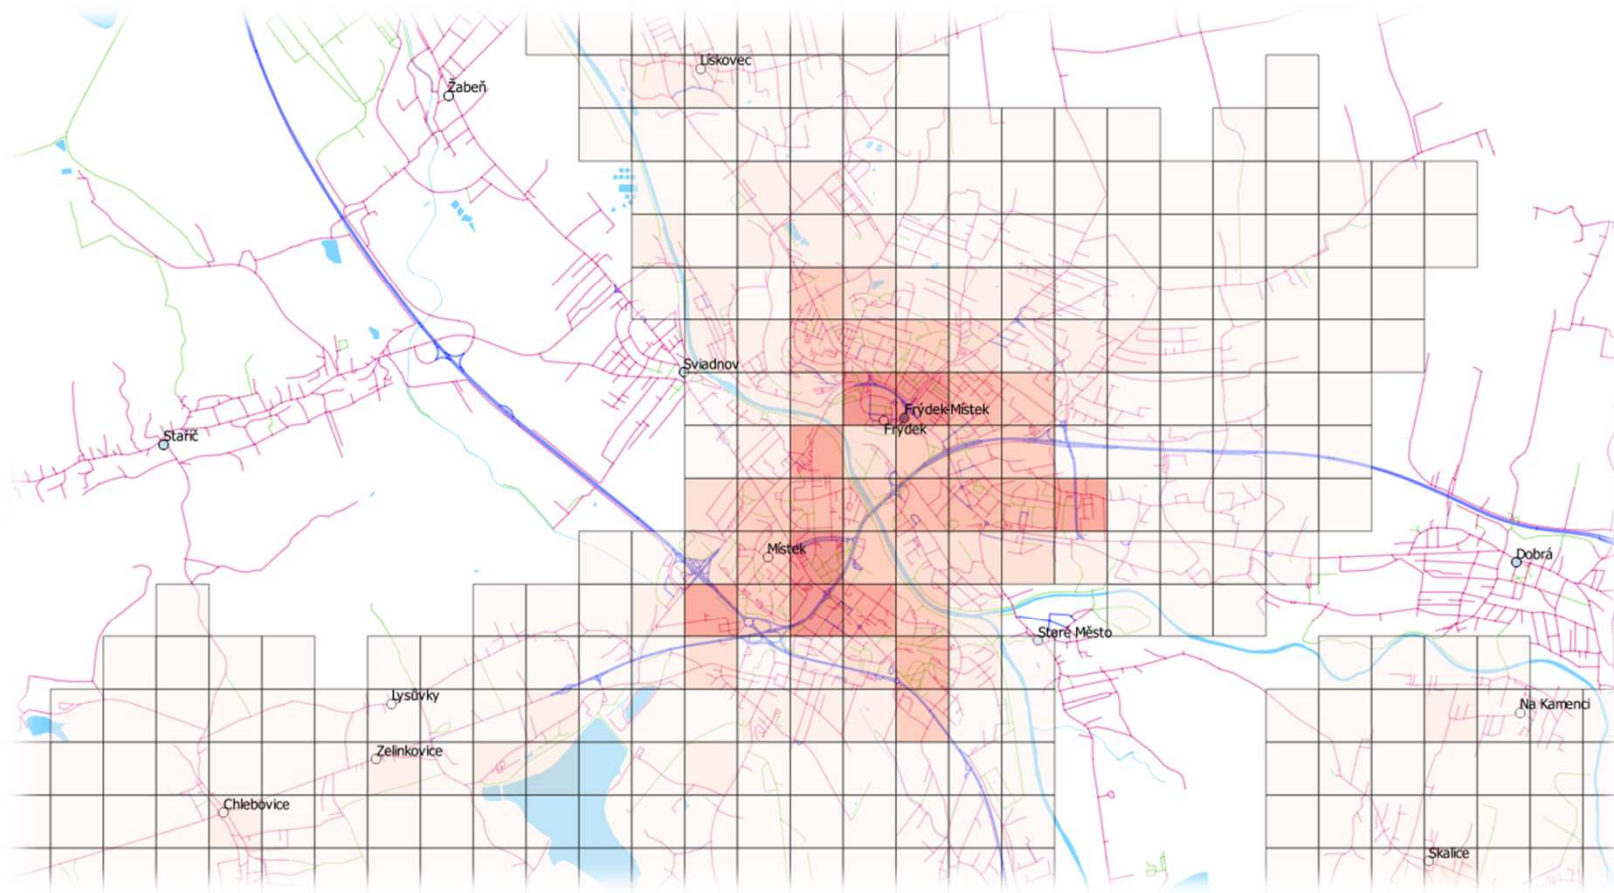 Lískovec
Žabeň
Sviadnov
Frýdek-Místek
Frýdek
Staříč
Místek
Dobrá
Staré Město
Lysůvky
Na Kamenci
Zelinkovice
Chlebovice
Skalice